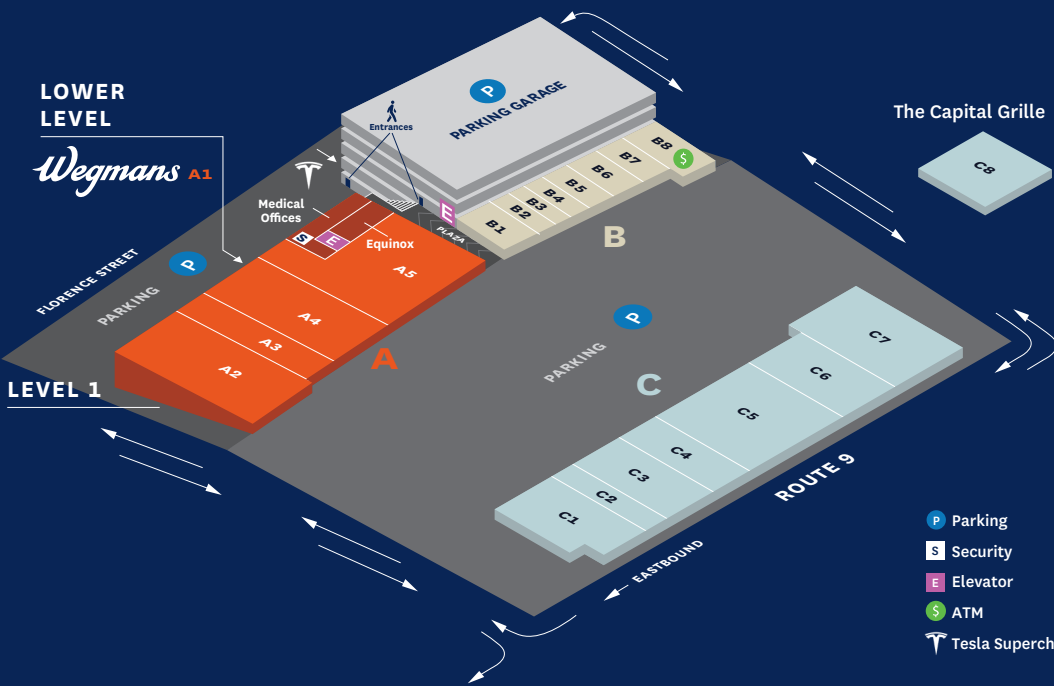 LOWER
LEVEL
Wegmans A1
P
PARKING GARAGE
Entrances
Medical
Offices
S
E
Equinox
E
PLAZA
FLORENCE STREET
P
PARKING
A5
A4
A3
A2
A
LEVEL 1
B1
B2
B3
B4
B5
B6
B7
B8
$
B
The Capital Grille
C8
P
PARKING
C
C7
C6
C5
C4
C3
C2
C1
ROUTE 9
EASTBOUND
P Parking
S Security
E Elevator
$ ATM
Tesla Superch